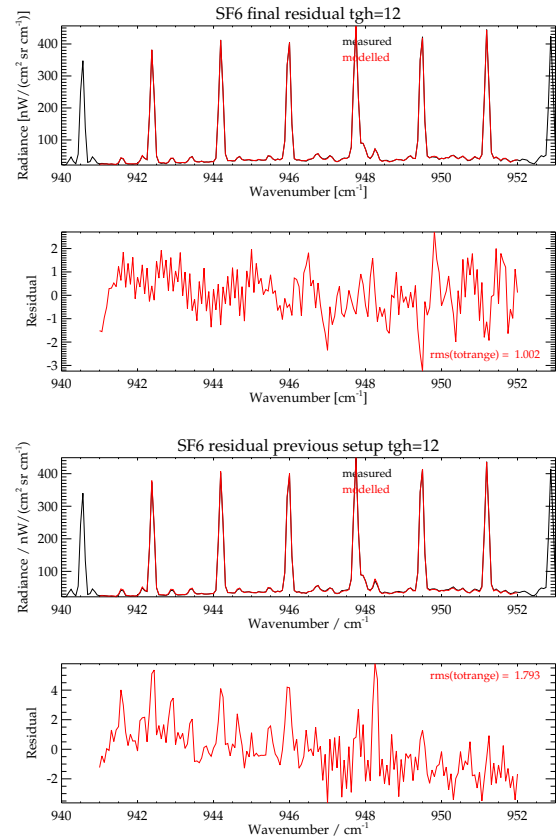 SF6 final residual tgh=12
Radiance [nW/(cm² sr cm⁻¹)]
400
300
200
100
measured
modelled
940 942 944 946 948 950 952
Wavenumber [cm⁻¹]
Residual
2
1
0
-1
-2
-3
rms(totrange) = 1.002
940 942 944 946 948 950 952
Wavenumber [cm⁻¹]
SF6 residual previous setup tgh=12
Radiance / nW/(cm² sr cm⁻¹)
400
300
200
100
measured
modelled
940 942 944 946 948 950 952
Wavenumber / cm⁻¹
Residual
4
2
0
-2
rms(totrange) = 1.793
940 942 944 946 948 950 952
Wavenumber / cm⁻¹